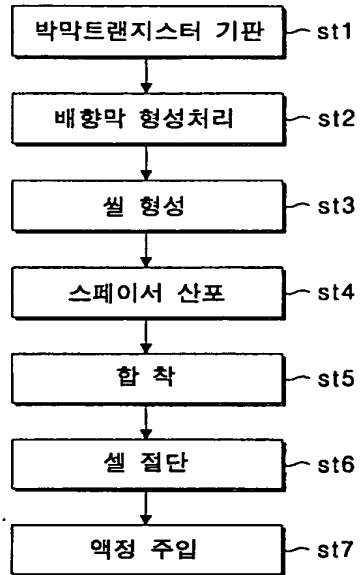 박막트랜지스터 기판 st1
배향막 형성처리 st2
씰 형성 st3
스페이서 산포 st4
합 착 st5
셀 절단 st6
액정 주입 st7